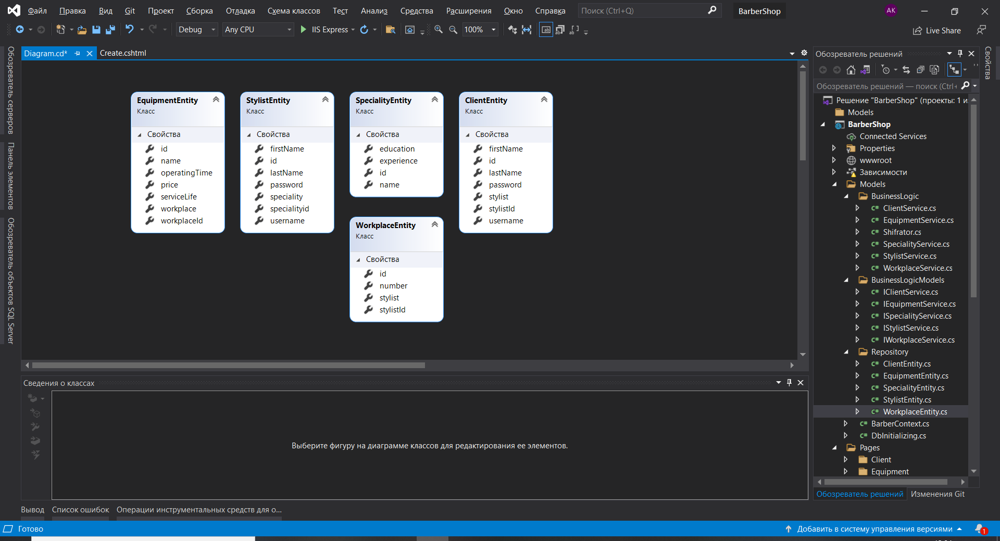 Файл Правка Вид Git Проект Сборка Отладка Схема классов Тест Анализ Средства Расширения Окно Справка Поиск (Ctrl+Q) BarberShop AK
Debug Any CPU IIS Express 100% Live Share
Обозреватель серверов
Панель элементов
Обозреватель объектов SQL Server
Diagram.cd* Create.cshtml
EquipmentEntity
Класс
Свойства
id
name
operatingTime
price
serviceLife
workplace
workplaceId
StylistEntity
Класс
Свойства
firstName
id
lastName
password
speciality
specialityid
username
SpecialityEntity
Класс
Свойства
education
experience
id
name
WorkplaceEntity
Класс
Свойства
id
number
stylist
stylistId
ClientEntity
Класс
Свойства
firstName
id
lastName
password
stylist
stylistId
username
Сведения о классах
Выберите фигуру на диаграмме классов для редактирования ее элементов.
Обозреватель решений
Обозреватель решений — поиск (Ctrl+
Решение "BarberShop" (проекты: 1 и
Models
BarberShop
Connected Services
Properties
wwwroot
Зависимости
Models
BusinessLogic
ClientService.cs
EquipmentService.cs
Shifrator.cs
SpecialityService.cs
StylistService.cs
WorkplaceService.cs
BusinessLogicModels
IClientService.cs
IEquipmentService.cs
ISpecialityService.cs
IStylistService.cs
IWorkplaceService.cs
Repository
ClientEntity.cs
EquipmentEntity.cs
SpecialityEntity.cs
StylistEntity.cs
WorkplaceEntity.cs
BarberContext.cs
DbInitializing.cs
Pages
Client
Equipment
Обозреватель решений Изменения Git
Свойства
Вывод Список ошибок Операции инструментальных средств для о...
Готово Добавить в систему управления версиями 1